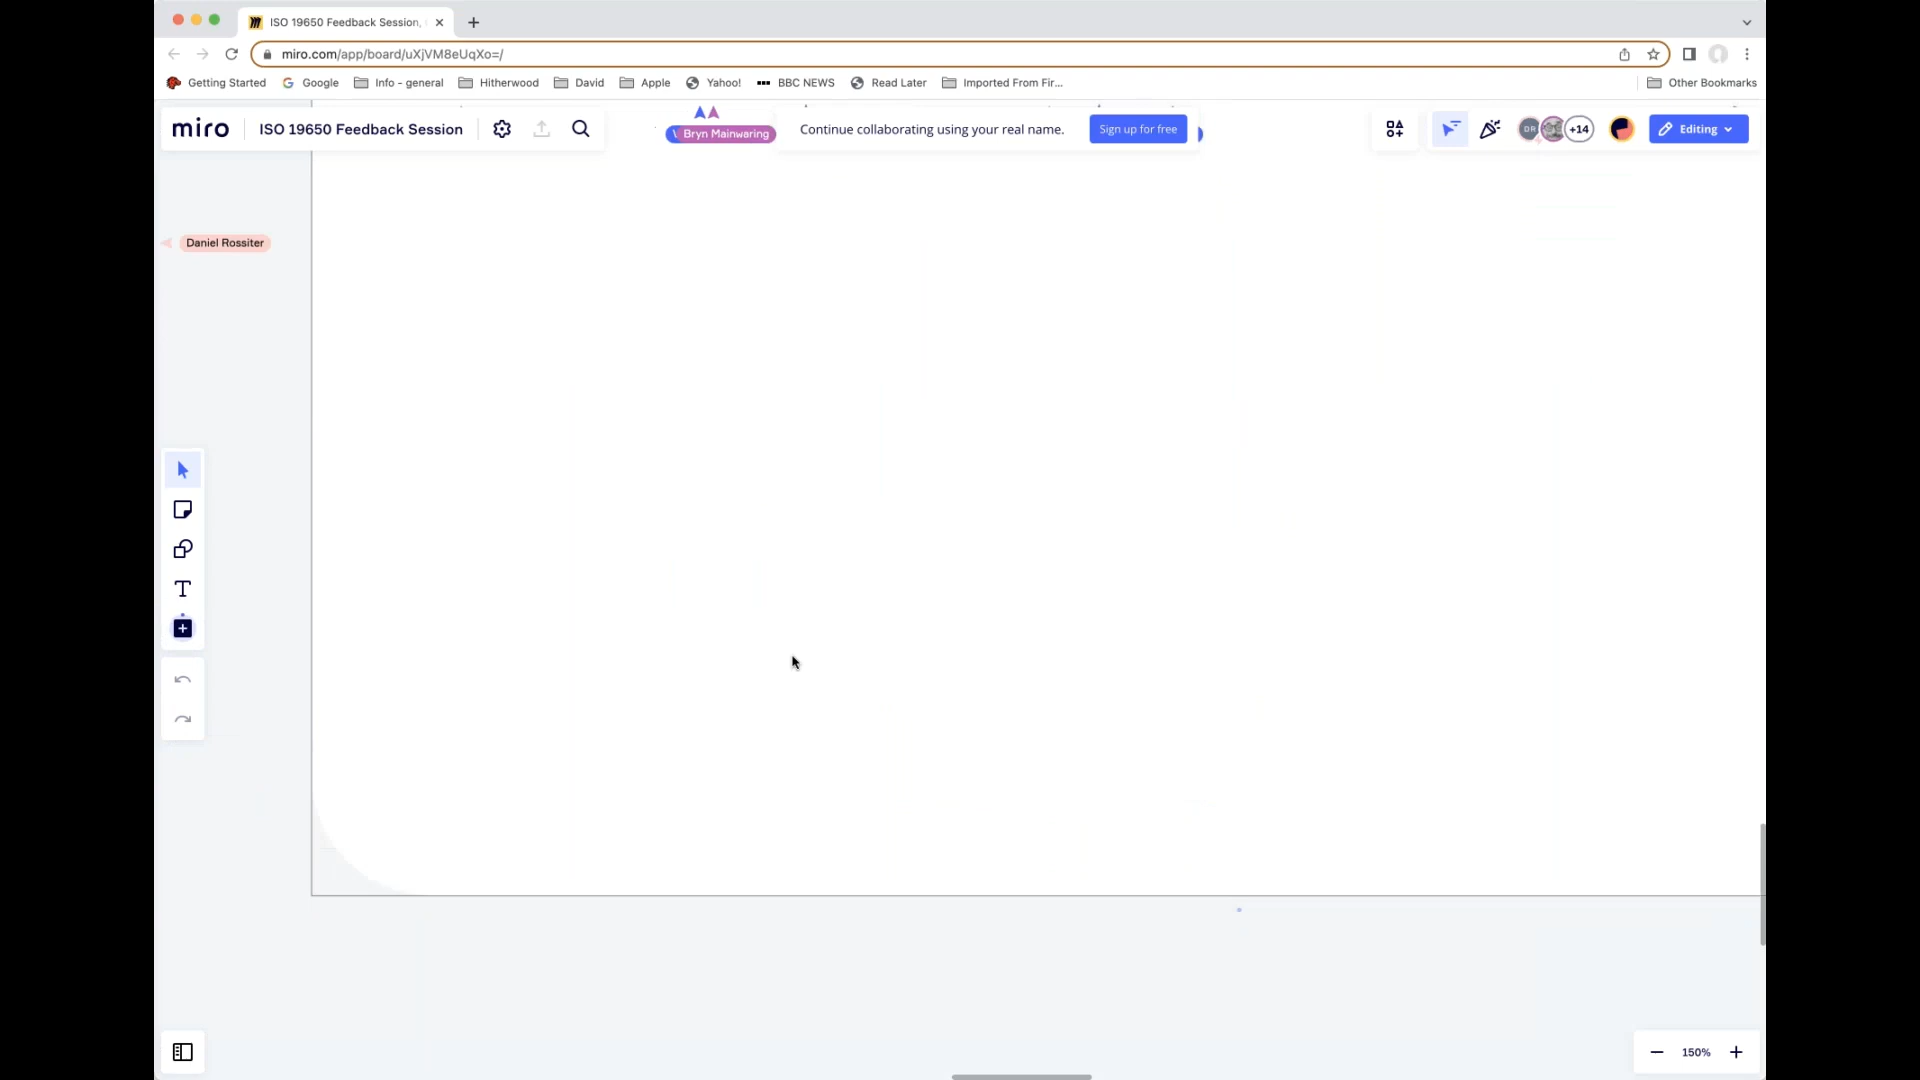 ISO 19650 Feedback Session,
miro.com/app/board/uXjVM8eUqXo=/
Getting Started Google Info - general Hitherwood David Apple Yahoo! BBC NEWS Read Later Imported From Fir... Other Bookmarks
miro ISO 19650 Feedback Session Bryn Mainwaring Continue collaborating using your real name. Sign up for free DR +14 Editing
Daniel Rossiter
T
150%